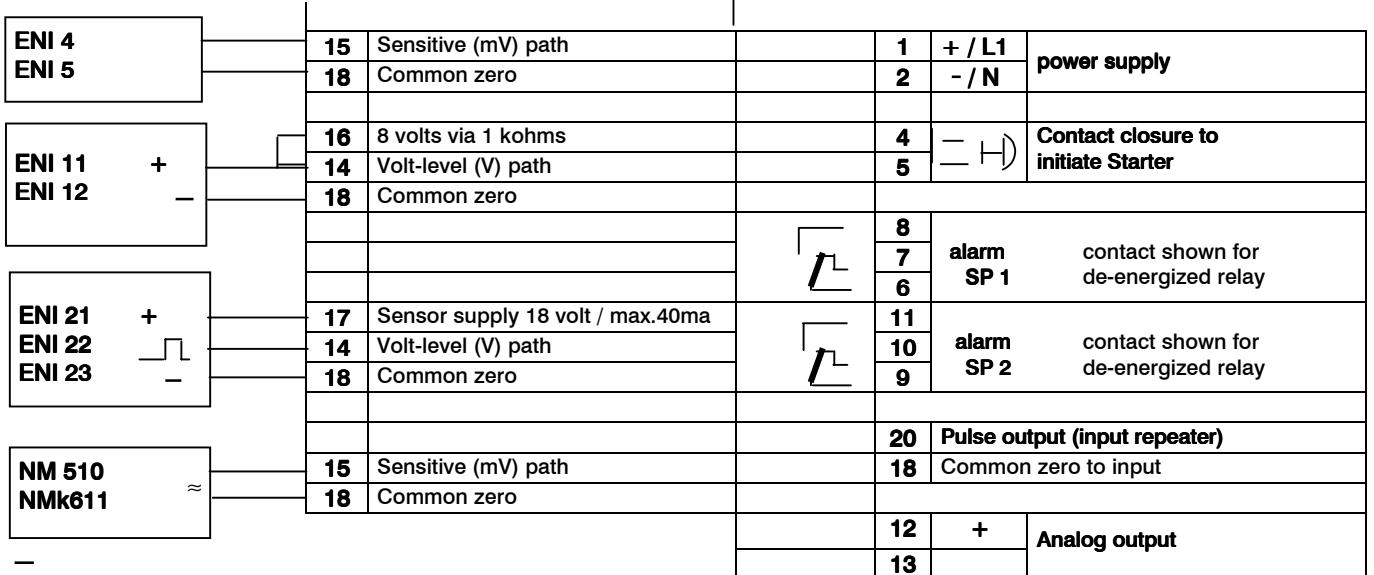 ENI 4
ENI 5
15 Sensitive (mV) path
18 Common zero
ENI 11 +
ENI 12 −
16 8 volts via 1 kohms
14 Volt-level (V) path
18 Common zero
ENI 21 +
ENI 22
ENI 23 −
17 Sensor supply 18 volt / max.40ma
14 Volt-level (V) path
18 Common zero
NM 510 ≈
NMk611
15 Sensitive (mV) path
18 Common zero
−
1 + / L1 power supply
2 - / N
4 Contact closure to
5 initiate Starter
8
7 alarm contact shown for
6 SP 1 de-energized relay
11
10 alarm contact shown for
9 SP 2 de-energized relay
20 Pulse output (input repeater)
18 Common zero to input
12 + Analog output
13